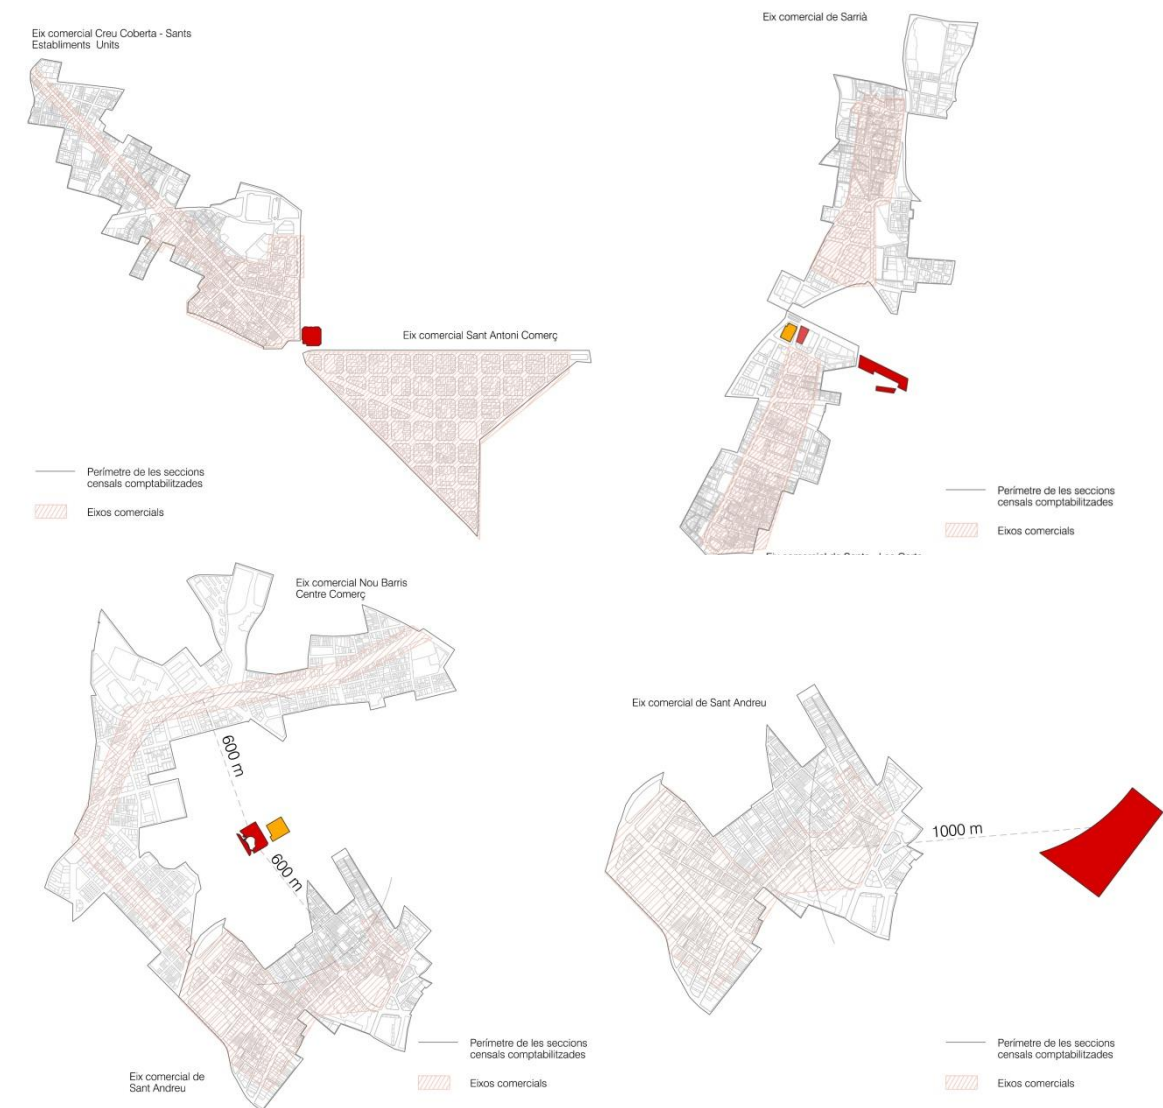 Eix comercial Creu Coberta - Sants
Establiments Units
Eix comercial Sant Antoni Comerç
Perímetre de les seccions
censals comptabilitzades
Eixos comercials
Eix comercial de Sarrià
Perímetre de les seccions
censals comptabilitzades
Eixos comercials
Eix comercial Nou Barris
Centre Comerç
600 m
600 m
Eix comercial de
Sant Andreu
Perímetre de les seccions
censals comptabilitzades
Eixos comercials
Eix comercial de Sant Andreu
1000 m
Perímetre de les seccions
censals comptabilitzades
Eixos comercials